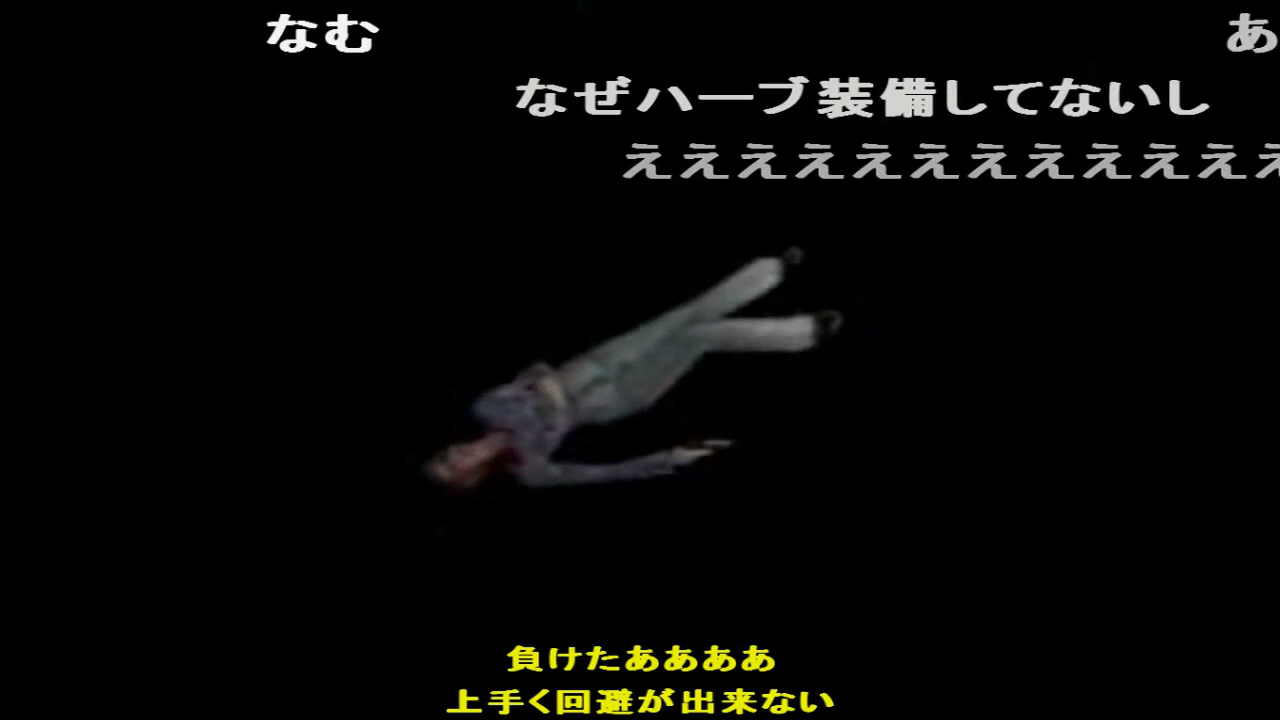 なむ
あ
なぜハーブ装備してないし
ええええええええええええ
負けたああああ
上手く回避が出来ない